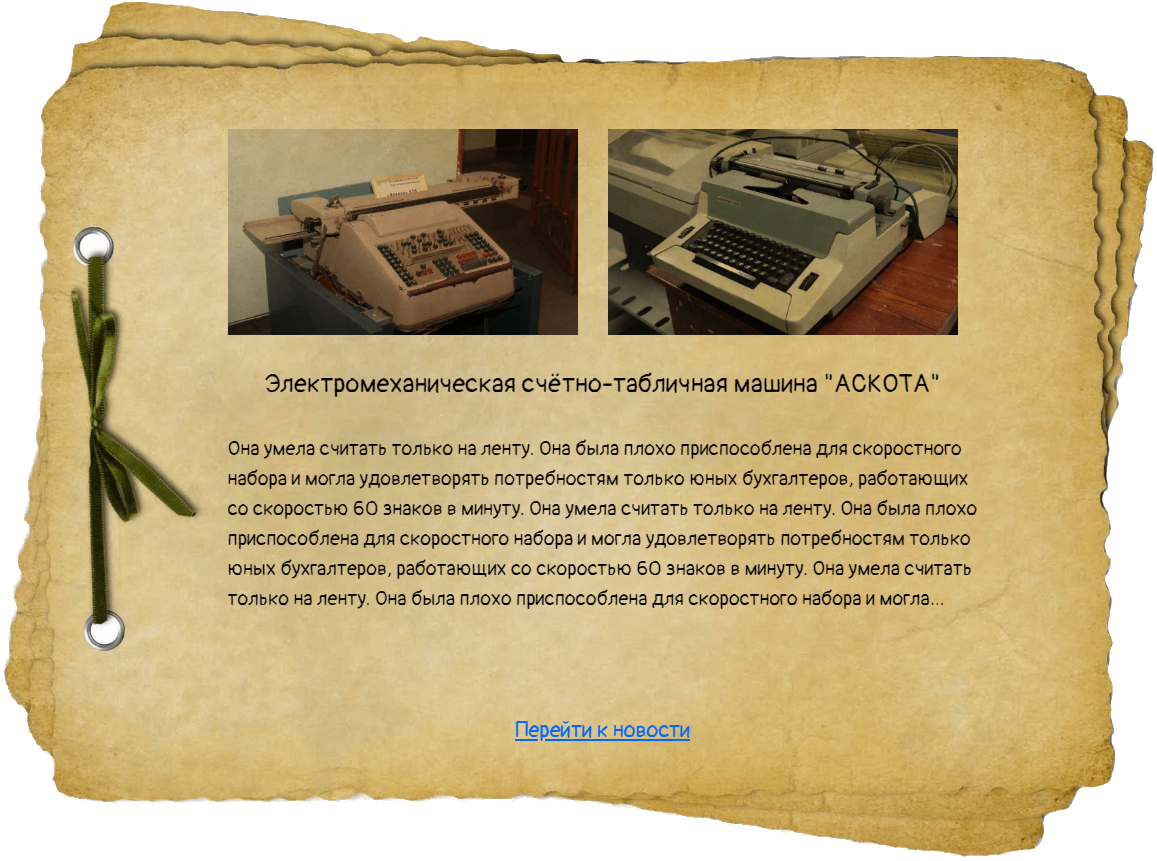 Электромеханическая счётно-табличная машина "АСКОТА"
Она умела считать только на ленту. Она была плохо приспособлена для скоростного
набора и могла удовлетворять потребностям только юных бухгалтеров, работающих
со скоростью 60 знаков в минуту. Она умела считать только на ленту. Она была плохо
приспособлена для скоростного набора и могла удовлетворять потребностям только
юных бухгалтеров, работающих со скоростью 60 знаков в минуту. Она умела считать
только на ленту. Она была плохо приспособлена для скоростного набора и могла...
Перейти к новости